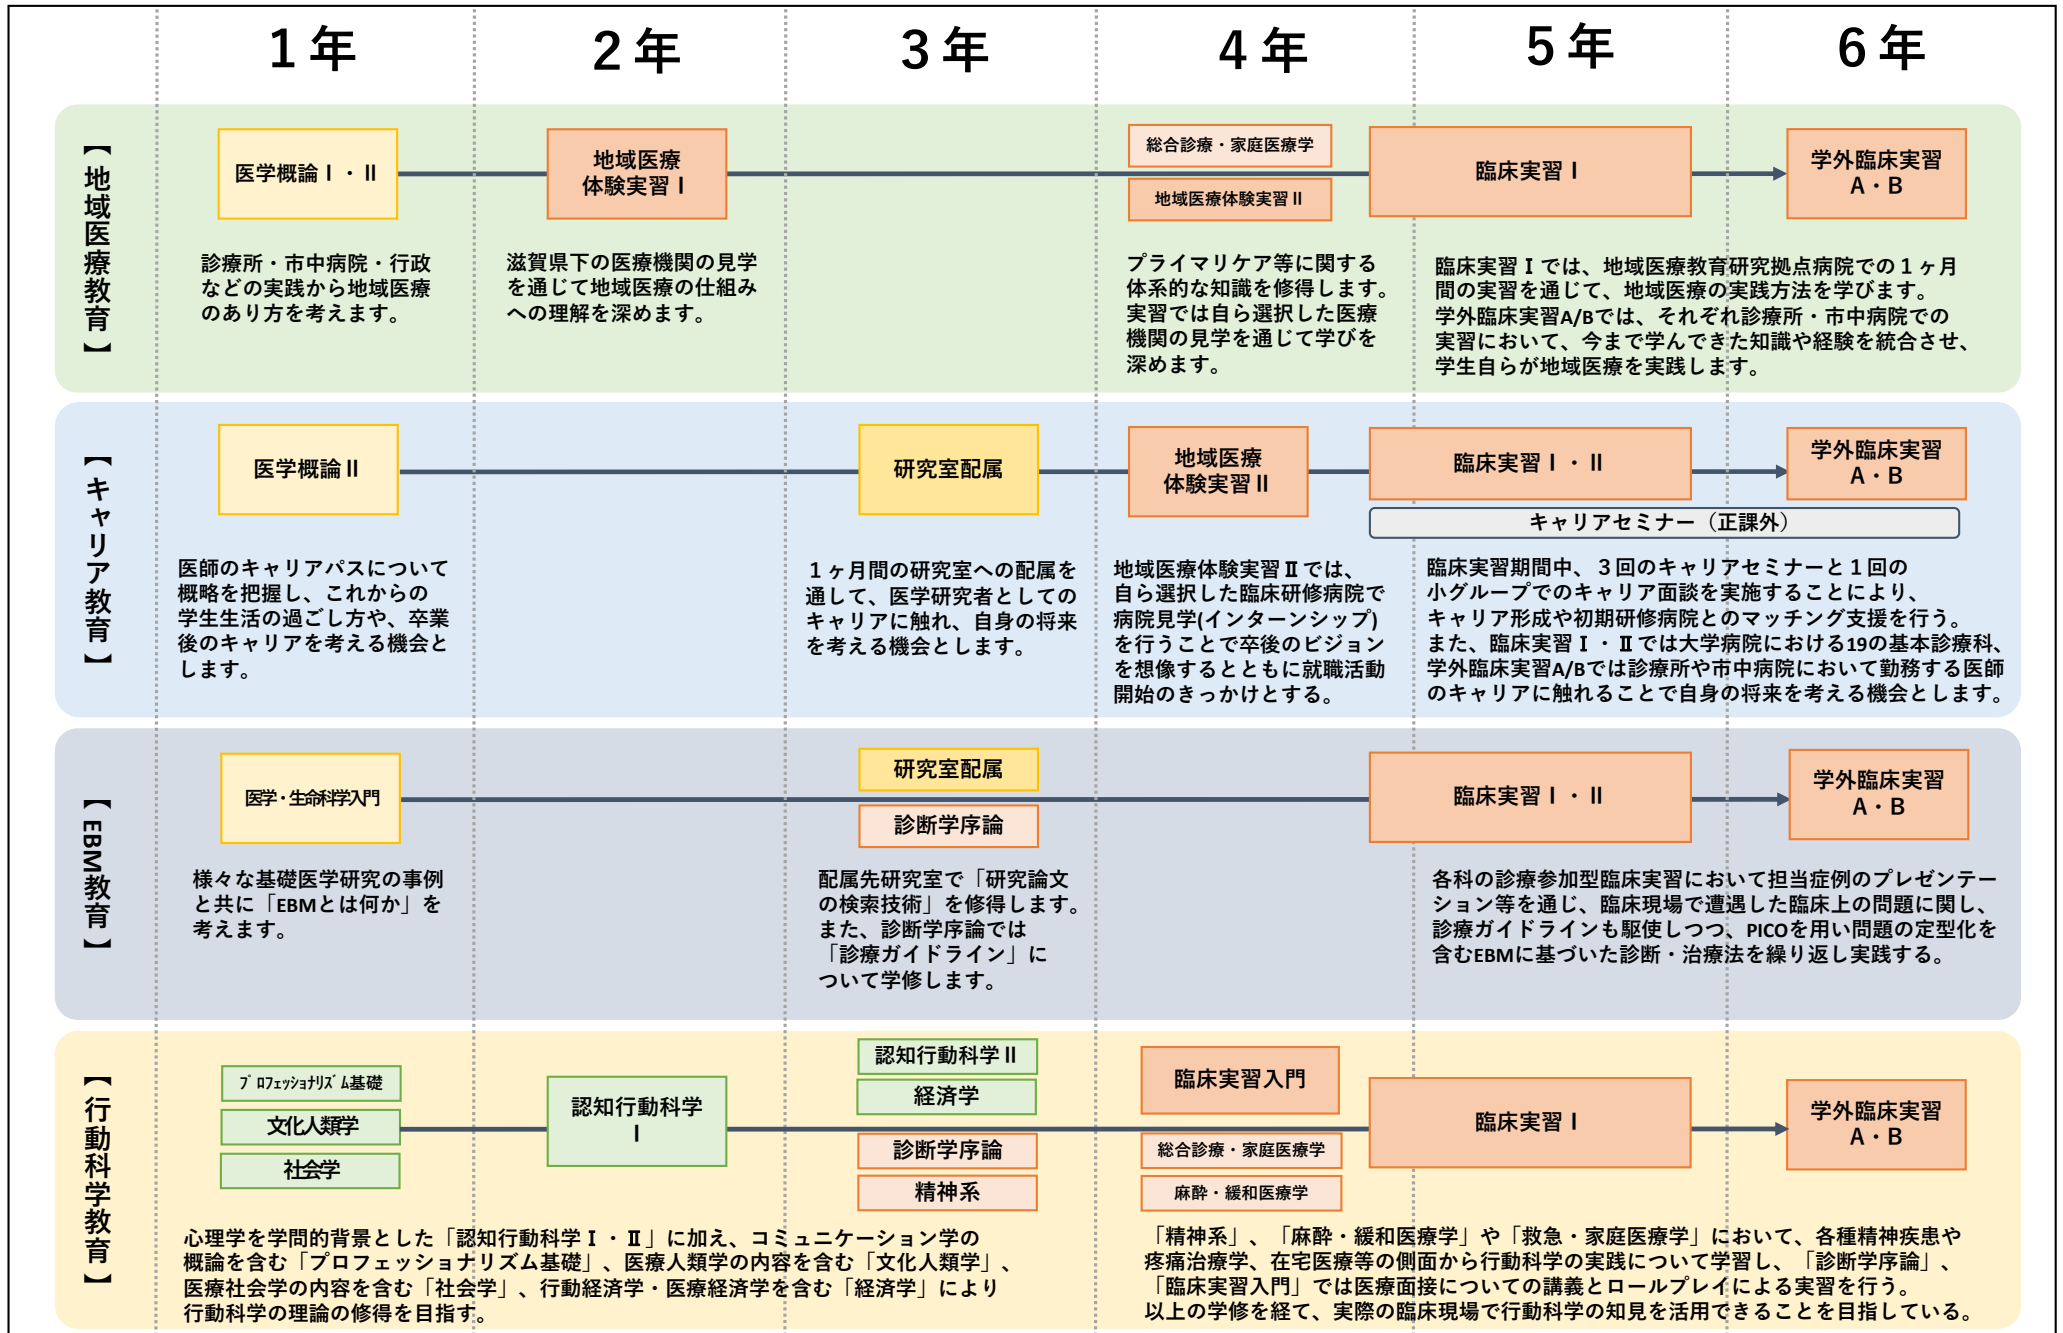 1年
2年
3年
4年
5年
6年
【地域医療教育】
医学概論Ⅰ・Ⅱ
地域医療
体験実習Ⅰ
総合診療・家庭医療学
地域医療体験実習Ⅱ
臨床実習Ⅰ
学外臨床実習
A・B
診療所・市中病院・行政
などの実践から地域医療
のあり方を考えます。
滋賀県下の医療機関の見学
を通じて地域医療の仕組み
への理解を深めます。
プライマリケア等に関する
体系的な知識を修得します。
実習では自ら選択した医療
機関の見学を通じて学びを
深めます。
臨床実習Ⅰでは、地域医療教育研究拠点病院での１ヶ月
間の実習を通じて、地域医療の実践方法を学びます。
学外臨床実習A/Bでは、それぞれ診療所・市中病院での
実習において、今まで学んできた知識や経験を統合させ、
学生自らが地域医療を実践します。
【キャリア教育】
医学概論Ⅱ
研究室配属
地域医療
体験実習Ⅱ
臨床実習Ⅰ・Ⅱ
学外臨床実習
A・B
キャリアセミナー（正課外）
医師のキャリアパスについて
概略を把握し、これからの
学生生活の過ごし方や、卒業
後のキャリアを考える機会と
します。
１ヶ月間の研究室への配属を
通して、医学研究者としての
キャリアに触れ、自身の将来
を考える機会とします。
地域医療体験実習Ⅱでは、
自ら選択した臨床研修病院で
病院見学(インターンシップ)
を行うことで卒後のビジョン
を想像するとともに就職活動
開始のきっかけとする。
臨床実習期間中、３回のキャリアセミナーと１回の
小グループでのキャリア面談を実施することにより、
キャリア形成や初期研修病院とのマッチング支援を行う。
また、臨床実習Ⅰ・Ⅱでは大学病院における19の基本診療科、
学外臨床実習A/Bでは診療所や市中病院において勤務する医師
のキャリアに触れることで自身の将来を考える機会とします。
【EBM教育】
医学・生命科学入門
研究室配属
診断学序論
臨床実習Ⅰ・Ⅱ
学外臨床実習
A・B
様々な基礎医学研究の事例
と共に「EBMとは何か」を
考えます。
配属先研究室で「研究論文
の検索技術」を修得します。
また、診断学序論では
「診療ガイドライン」に
ついて学修します。
各科の診療参加型臨床実習において担当症例のプレゼンテー
ション等を通じ、臨床現場で遭遇した臨床上の問題に関し、
診療ガイドラインも駆使しつつ、PICOを用い問題の定型化を
含むEBMに基づいた診断・治療法を繰り返し実践する。
【行動科学教育】
ﾌﾟﾛﾌｪｯｼｮﾅﾘｽﾞﾑ基礎
文化人類学
社会学
認知行動科学
Ⅰ
認知行動科学Ⅱ
経済学
診断学序論
精神系
臨床実習入門
総合診療・家庭医療学
麻酔・緩和医療学
臨床実習Ⅰ
学外臨床実習
A・B
心理学を学問的背景とした「認知行動科学Ⅰ・Ⅱ」に加え、コミュニケーション学の
概論を含む「プロフェッショナリズム基礎」、医療人類学の内容を含む「文化人類学」、
医療社会学の内容を含む「社会学」、行動経済学・医療経済学を含む「経済学」により
行動科学の理論の修得を目指す。
「精神系」、「麻酔・緩和医療学」や「救急・家庭医療学」において、各種精神疾患や
疼痛治療学、在宅医療等の側面から行動科学の実践について学習し、「診断学序論」、
「臨床実習入門」では医療面接についての講義とロールプレイによる実習を行う。
以上の学修を経て、実際の臨床現場で行動科学の知見を活用できることを目指している。